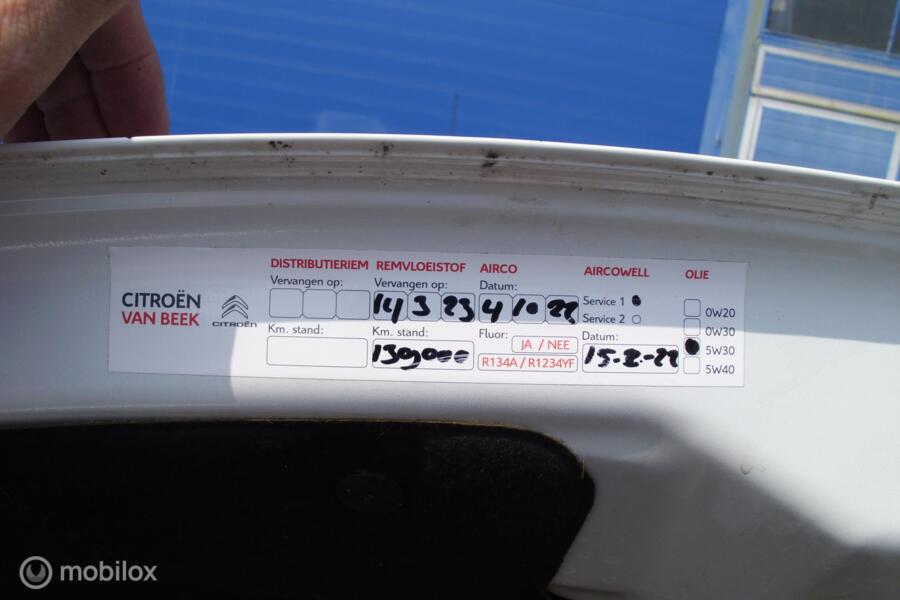 DISTRIBUTIERIEM REMVLOEISTOF AIRCO AIRCOWELL OLIE
Vervangen op: Vervangen op: Datum:
CITROËN
VAN BEEK
CITROËN
14 3 23 4 10 22 Service 1
Service 2
0W20
0W30
5W30
5W40
Km. stand: Km. stand: Fluor: JA / NEE Datum:
R134A / R1234YF
mobilox